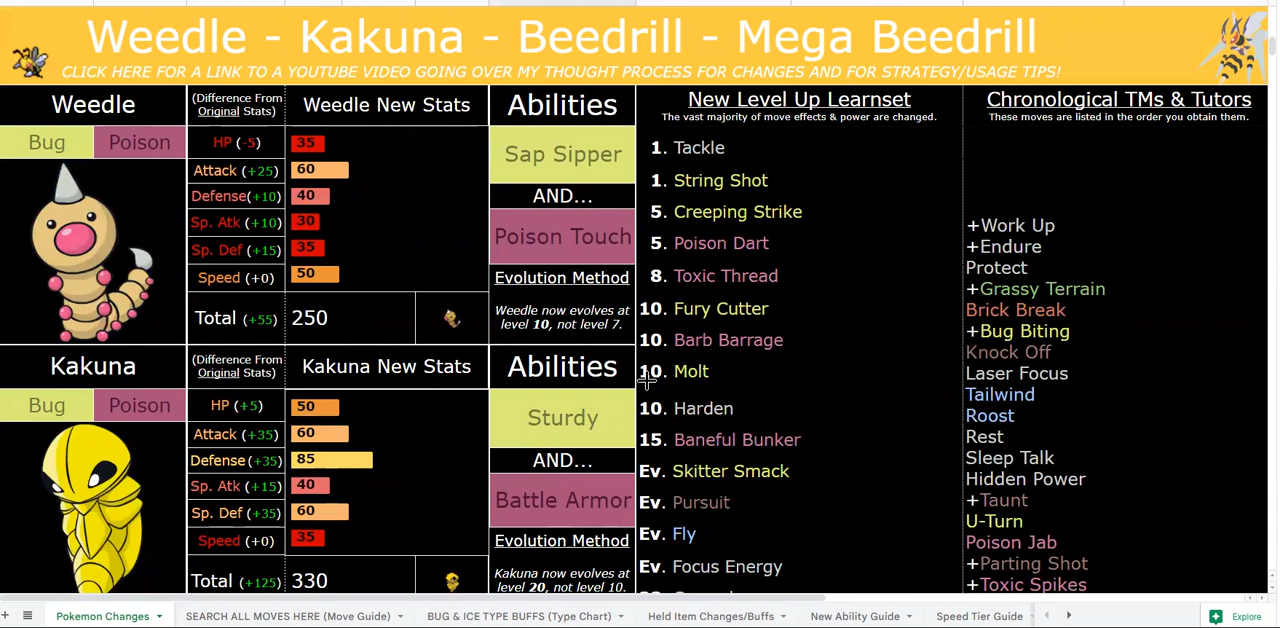 Weedle - Kakuna - Beedrill - Mega Beedrill
CLICK HERE FOR A LINK TO A YOUTUBE VIDEO GOING OVER MY THOUGHT PROCESS FOR CHANGES AND FOR STRATEGY/USAGE TIPS!
Weedle
Bug Poison
(Difference From
Original Stats)
Weedle New Stats
HP (-5) 35
Attack (+25) 60
Defense(+10) 40
Sp. Atk (+10) 30
Sp. Def (+15) 35
Speed (+0) 50
Total (+55) 250
Abilities
Sap Sipper
AND...
Poison Touch
Evolution Method
Weedle now evolves at
level 10, not level 7.
Kakuna
Bug Poison
(Difference From
Original Stats)
Kakuna New Stats
HP (+5) 50
Attack (+35) 60
Defense (+35) 85
Sp. Atk (+15) 40
Sp. Def (+35) 60
Speed (+0) 35
Total (+125) 330
Abilities
Sturdy
AND...
Battle Armor
Evolution Method
Kakuna now evolves at
level 20, not level 10.
New Level Up Learnset
The vast majority of move effects & power are changed.
1. Tackle
1. String Shot
5. Creeping Strike
5. Poison Dart
8. Toxic Thread
10. Fury Cutter
10. Barb Barrage
10. Molt
10. Harden
15. Baneful Bunker
Ev. Skitter Smack
Ev. Pursuit
Ev. Fly
Ev. Focus Energy
Chronological TMs & Tutors
These moves are listed in the order you obtain them.
+Work Up
+Endure
Protect
+Grassy Terrain
Brick Break
+Bug Biting
Knock Off
Laser Focus
Tailwind
Roost
Rest
Sleep Talk
Hidden Power
+Taunt
U-Turn
Poison Jab
+Parting Shot
+Toxic Spikes
Pokemon Changes
SEARCH ALL MOVES HERE (Move Guide)
BUG & ICE TYPE BUFFS (Type Chart)
Held Item Changes/Buffs
New Ability Guide
Speed Tier Guide
Explore